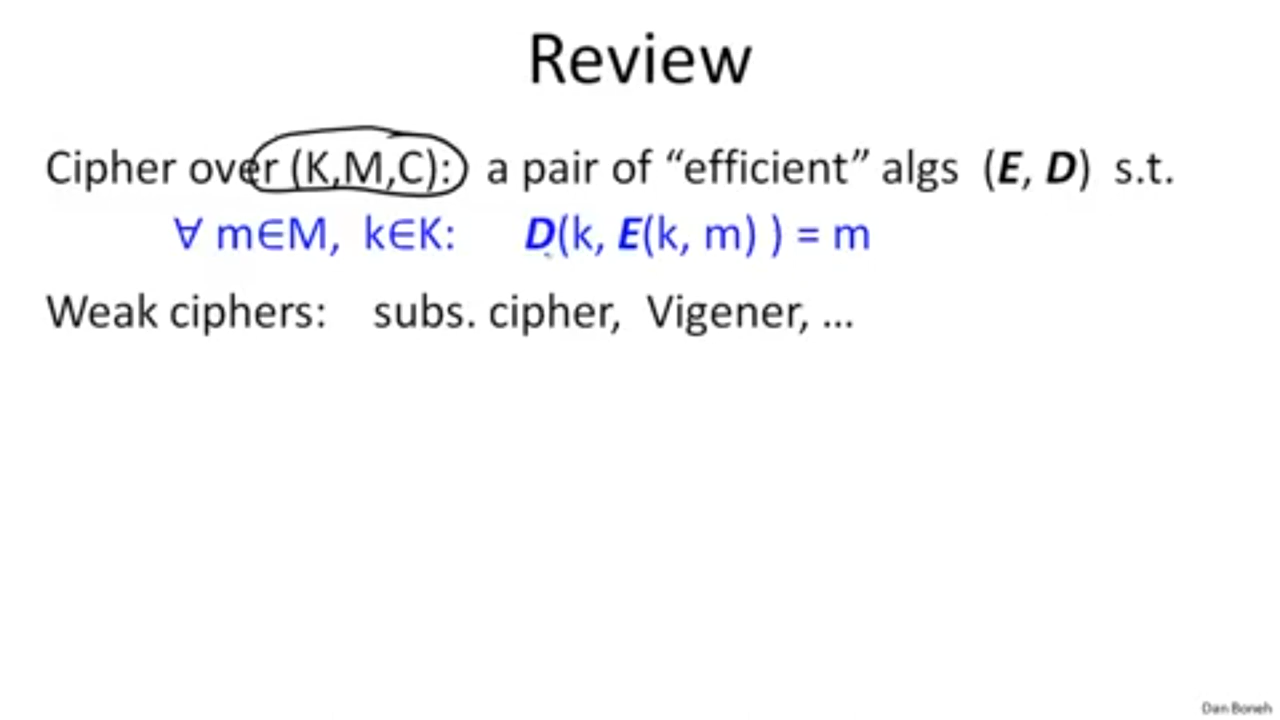 Review
Cipher over (K,M,C): a pair of “efficient” algs (E, D) s.t.
∀ m∈M, k∈K: D(k, E(k, m) ) = m
Weak ciphers: subs. cipher, Vigener, …
Dan Boneh